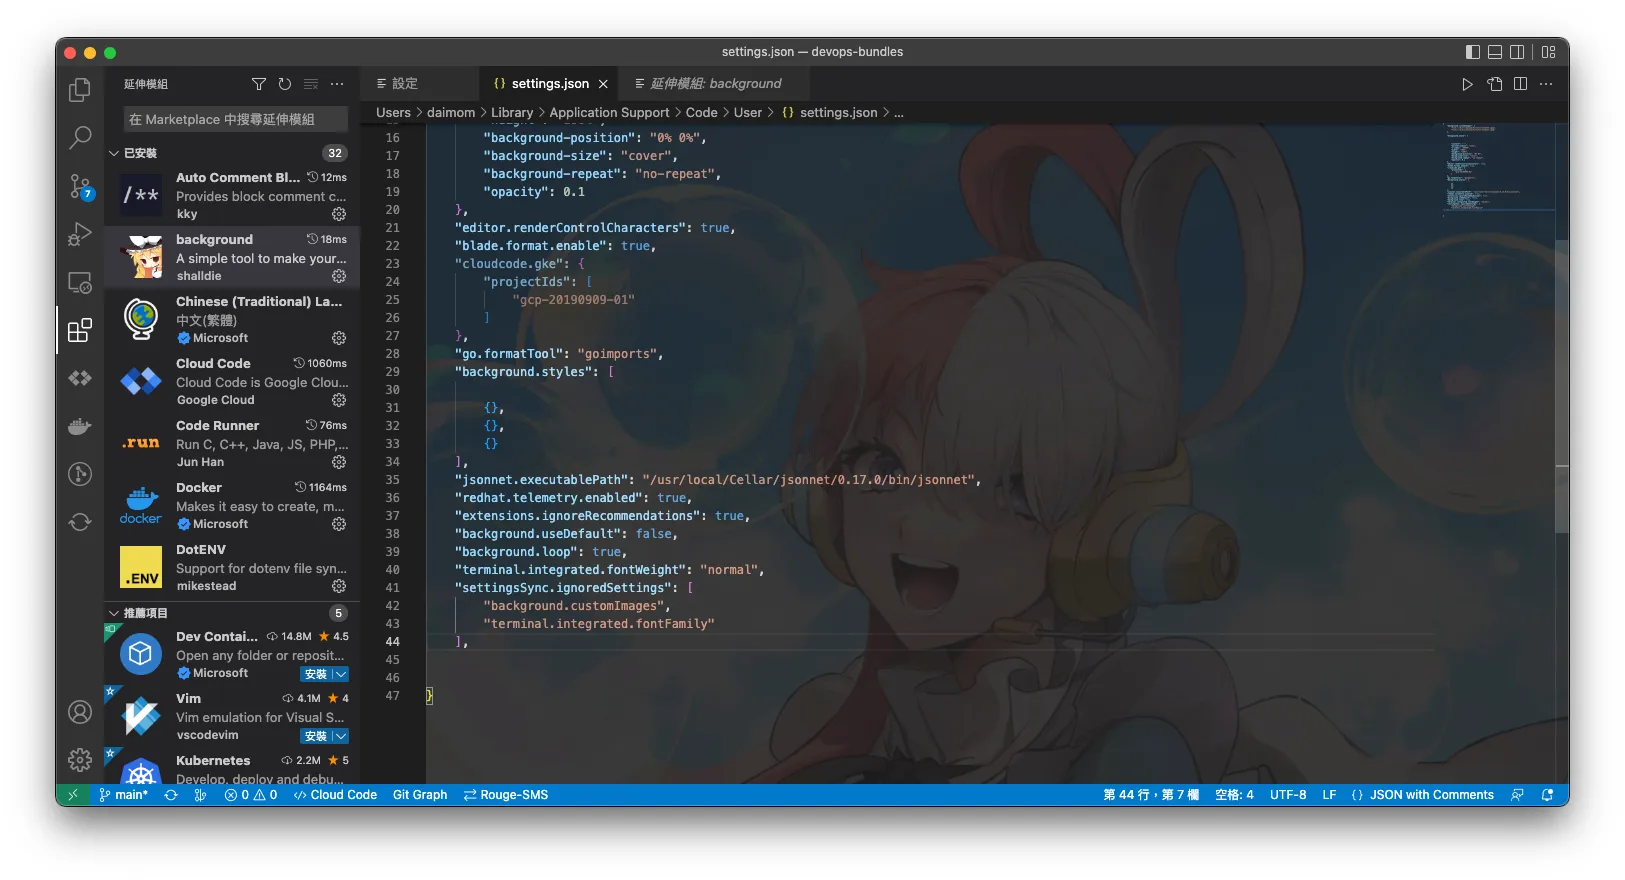 settings.json — devops-bundles
延伸模組
在 Marketplace 中搜尋延伸模組
已安裝 32
/**
Auto Comment Bl... 12ms
Provides block comment c...
kky
background 18ms
A simple tool to make your...
shalldie
Chinese (Traditional) La...
中文(繁體)
Microsoft
Cloud Code 1060ms
Cloud Code is Google Clou...
Google Cloud
.run
Code Runner 76ms
Run C, C++, Java, JS, PHP,...
Jun Han
docker
Docker 1164ms
Makes it easy to create, m...
Microsoft
.ENV
DotENV
Support for dotenv file syn...
mikestead
推薦項目 5
Dev Contai... 14.8M 4.5
Open any folder or reposit...
Microsoft 安裝
Vim 4.1M 4
Vim emulation for Visual S...
vscodevim 安裝
Kubernetes 2.2M 5
Develop, deploy and debu...
7
設定
{} settings.json
延伸模組: background
Users > daimom > Library > Application Support > Code > User > {} settings.json > ...
16 "background-position": "0% 0%",
17 "background-size": "cover",
18 "background-repeat": "no-repeat",
19 "opacity": 0.1
20 },
21 "editor.renderControlCharacters": true,
22 "blade.format.enable": true,
23 "cloudcode.gke": {
24 "projectIds": [
25 "gcp-20190909-01"
26 ]
27 },
28 "go.formatTool": "goimports",
29 "background.styles": [
30
31 {},
32 {},
33 {}
34 ],
35 "jsonnet.executablePath": "/usr/local/Cellar/jsonnet/0.17.0/bin/jsonnet",
36 "redhat.telemetry.enabled": true,
37 "extensions.ignoreRecommendations": true,
38 "background.useDefault": false,
39 "background.loop": true,
40 "terminal.integrated.fontWeight": "normal",
41 "settingsSync.ignoredSettings": [
42 "background.customImages",
43 "terminal.integrated.fontFamily"
44 ],
45
46
47 }
main* 0 0 Cloud Code Git Graph Rouge-SMS 第 44 行，第 7 欄 空格: 4 UTF-8 LF {} JSON with Comments